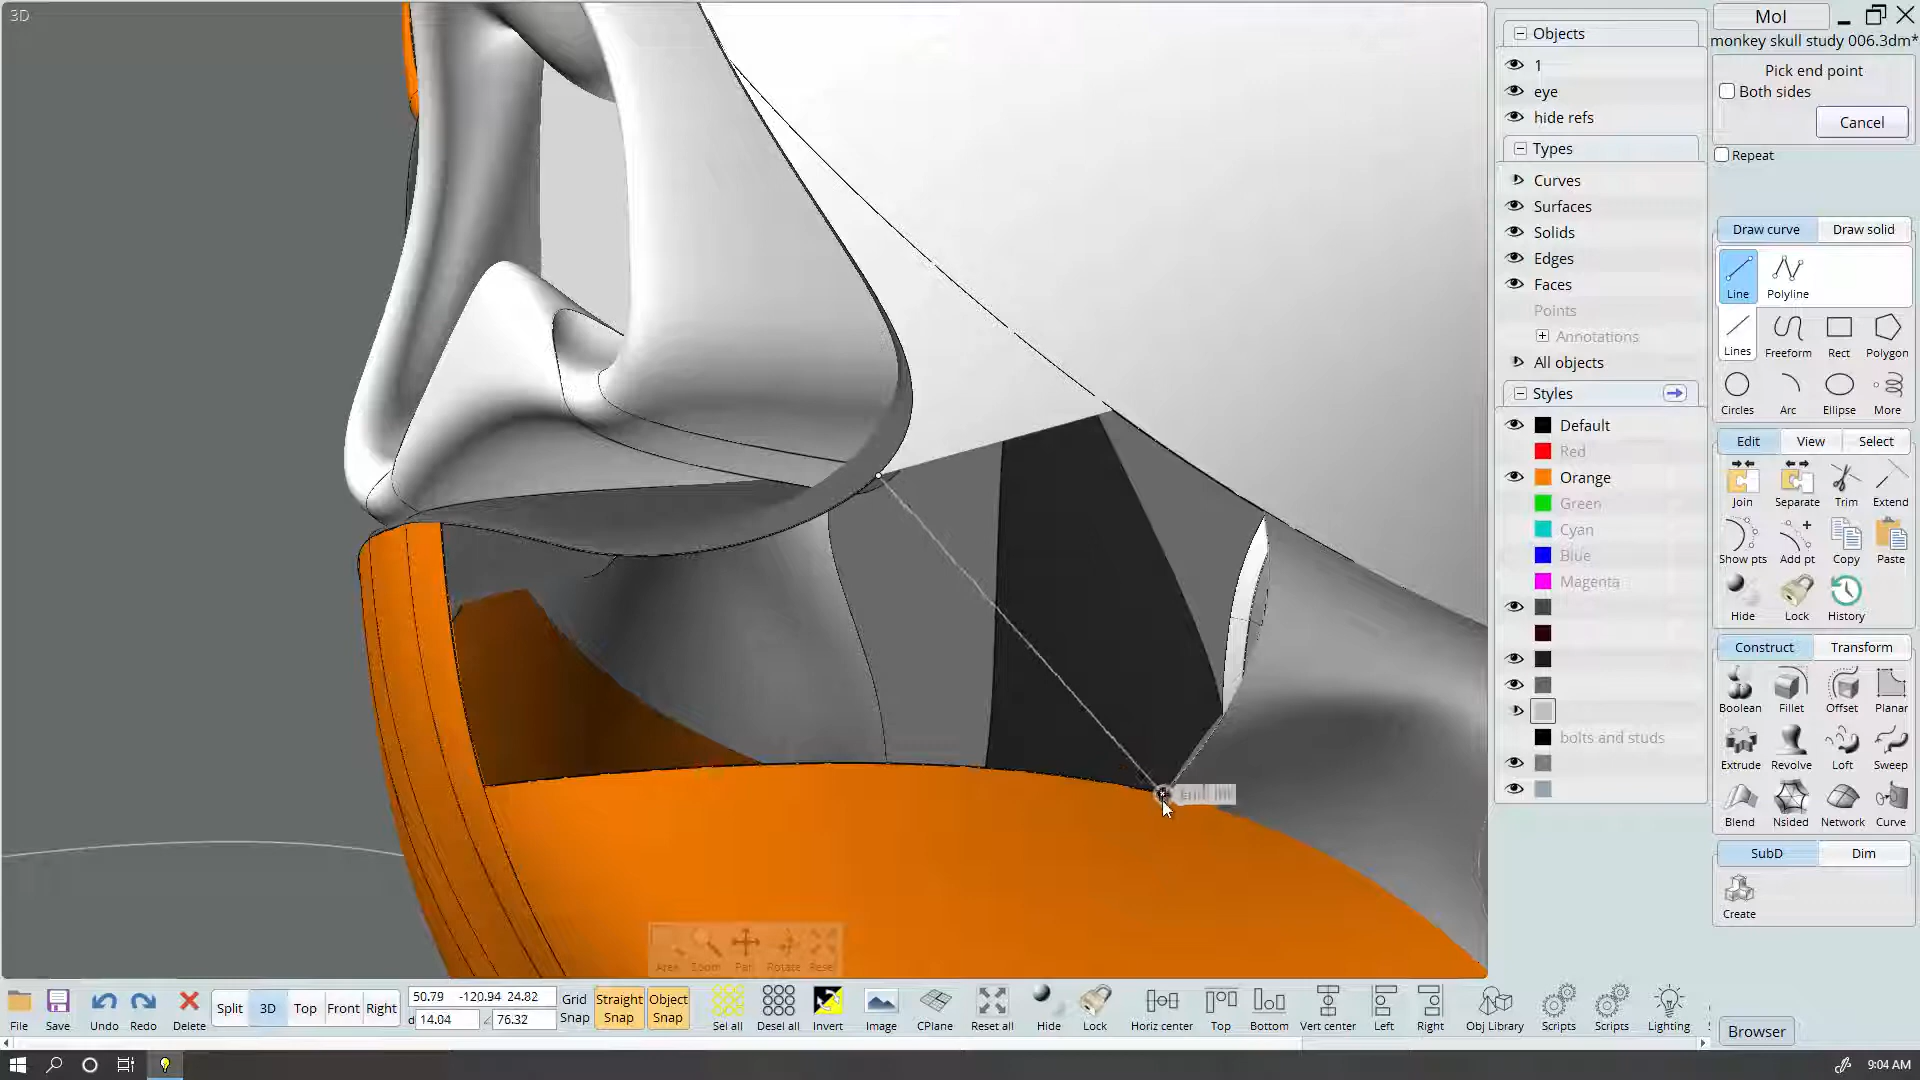 3D
Objects
1
eye
hide refs
Types
Curves
Surfaces
Solids
Edges
Faces
Points
Annotations
All objects
Styles
Default
Red
Orange
Green
Cyan
Blue
Magenta
bolts and studs
MoI
monkey skull study 006.3dm*
Pick end point
Both sides
Cancel
Repeat
Draw curve Draw solid
Line Polyline
Lines Freeform Rect Polygon
Circles Arc Ellipse More
Edit View Select
Join Separate Trim Extend
Show pts Add pt Copy Paste
Hide Lock History
Construct Transform
Boolean Fillet Offset Planar
Extrude Revolve Loft Sweep
Blend Nsided Network Curve
SubD Dim
Create
Area Zoom Pan Rotate Reset
File Save Undo Redo Delete Split 3D Top Front Right
50.79 -120.94 24.82
d 14.04 76.32
Grid Snap
Straight Snap
Object Snap
Sel all Desel all Invert Image CPlane Reset all Hide Lock Horiz center Top Bottom Vert center Left Right Obj Library Scripts Scripts Lighting
Browser
9:04 AM